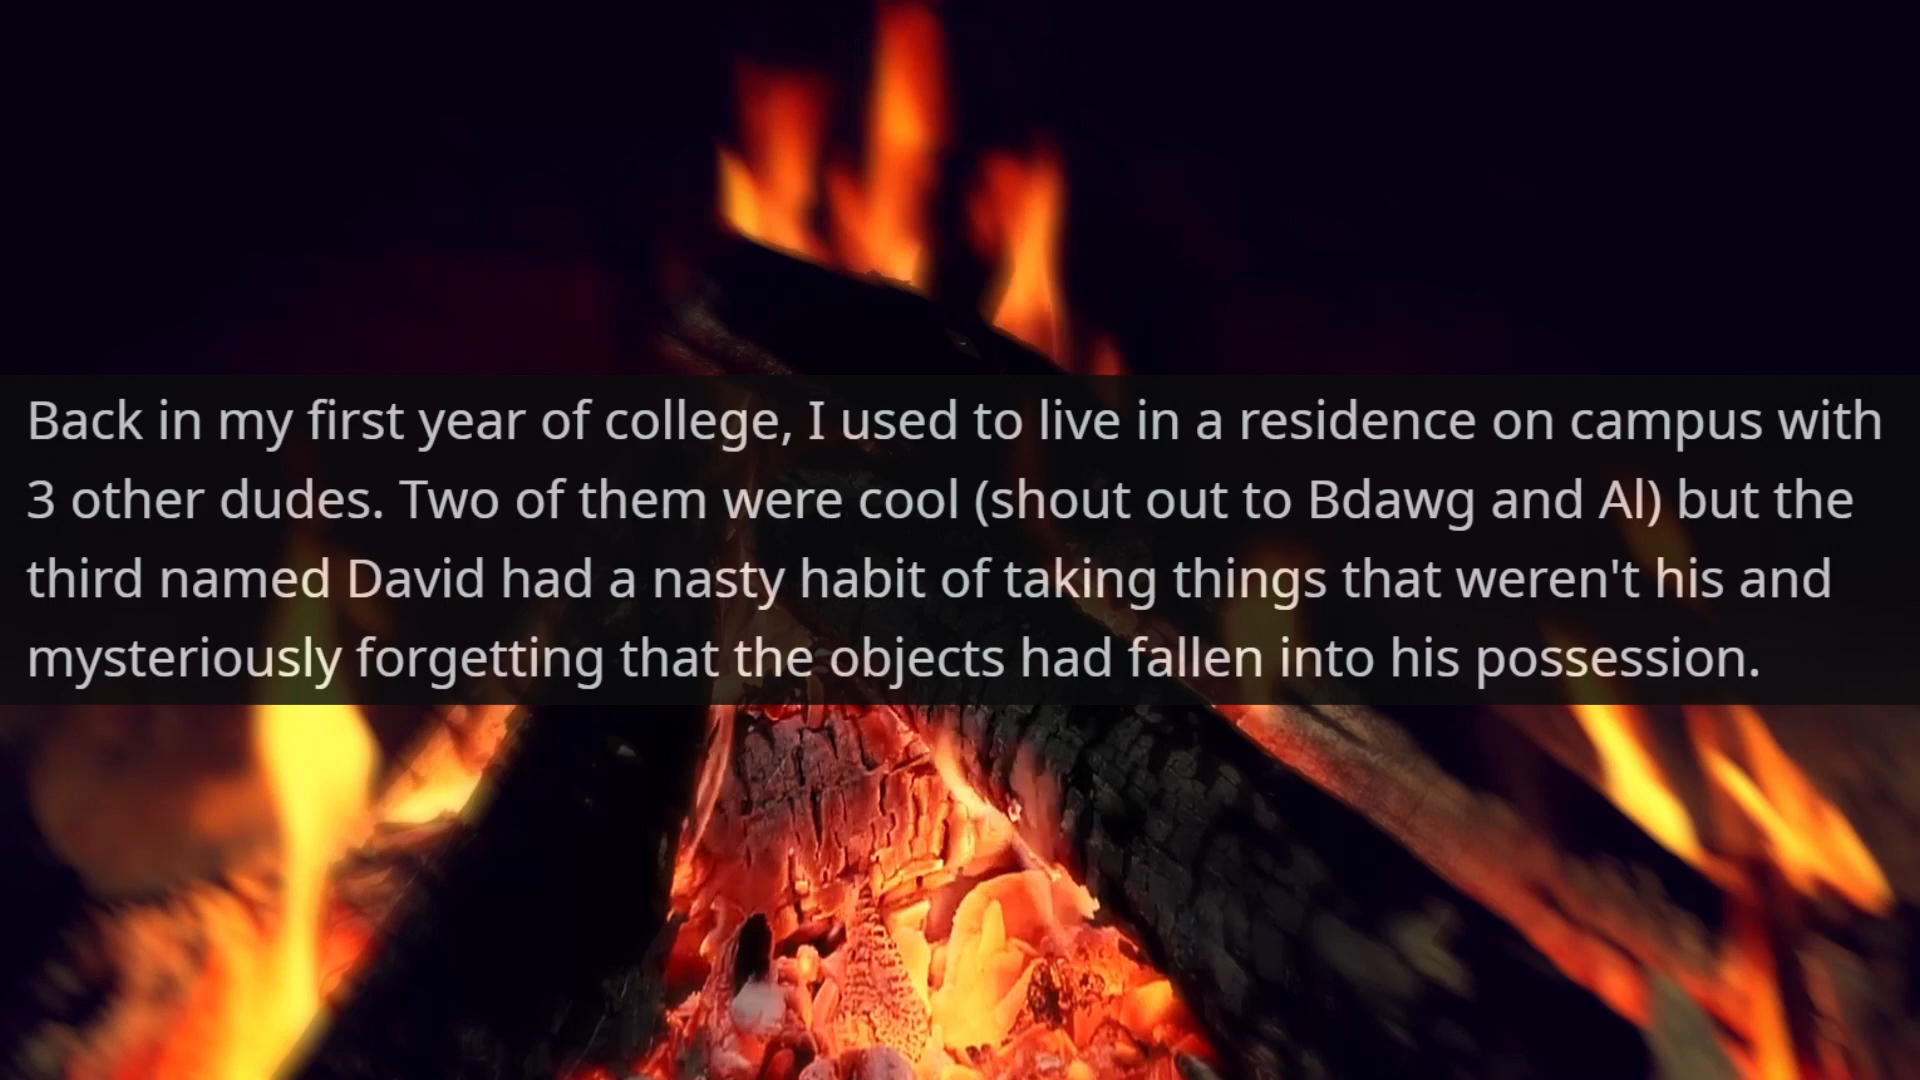 Back in my first year of college, I used to live in a residence on campus with
3 other dudes. Two of them were cool (shout out to Bdawg and Al) but the
third named David had a nasty habit of taking things that weren't his and
mysteriously forgetting that the objects had fallen into his possession.